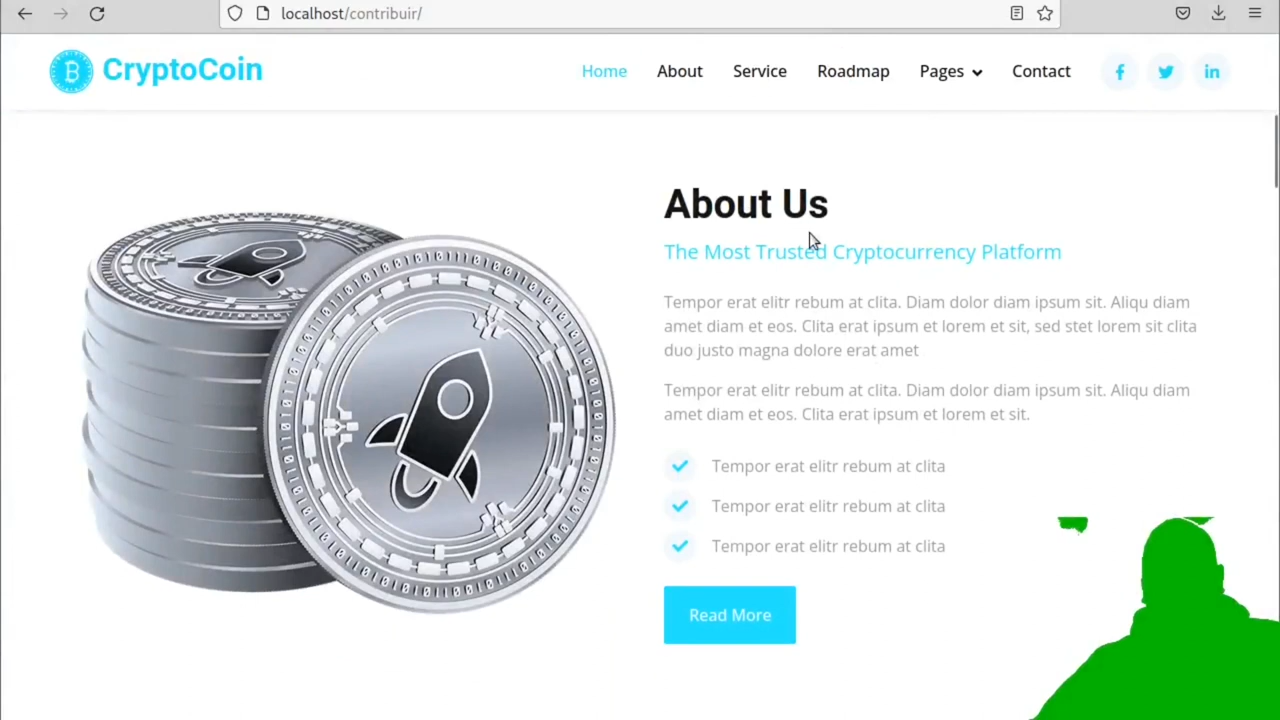 localhost/contribuir/
CryptoCoin
Home About Service Roadmap Pages Contact
About Us
The Most Trusted Cryptocurrency Platform
Tempor erat elitr rebum at clita. Diam dolor diam ipsum sit. Aliqu diam
amet diam et eos. Clita erat ipsum et lorem et sit, sed stet lorem sit clita
duo justo magna dolore erat amet
Tempor erat elitr rebum at clita. Diam dolor diam ipsum sit. Aliqu diam
amet diam et eos. Clita erat ipsum et lorem et sit.
Tempor erat elitr rebum at clita
Tempor erat elitr rebum at clita
Tempor erat elitr rebum at clita
Read More